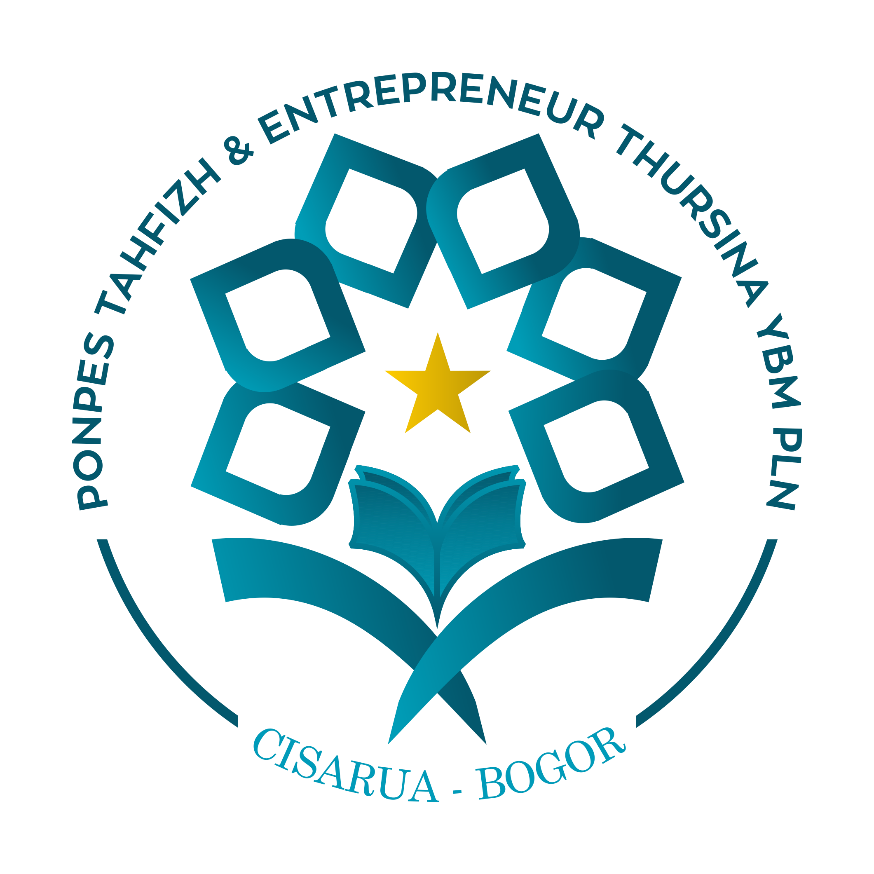 PONPES TAHFIZH & ENTREPRENEUR THURSINA YBM PLN
CISARUA - BOGOR